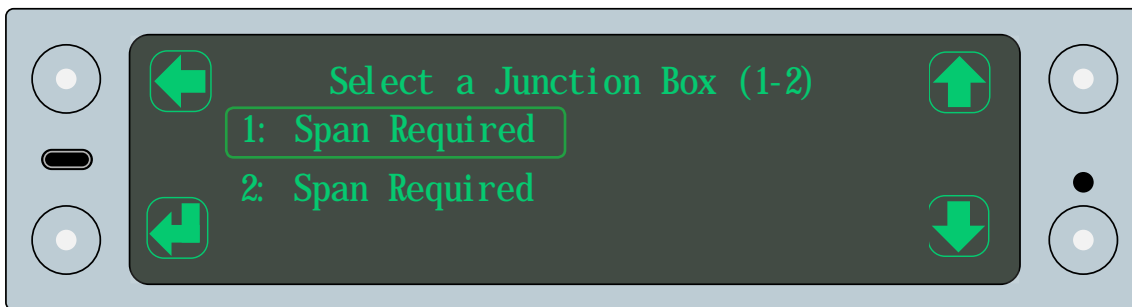 Select a Junction Box (1-2)
1: Span Required
2: Span Required